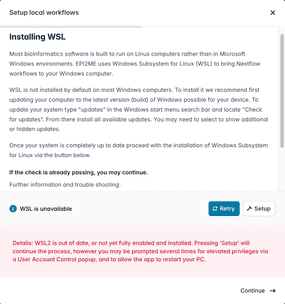 Setup local workflows
Installing WSL
Most bioinformatics software is built to run on Linux computers rather than in Microsoft
Windows environments. EPI2ME uses Windows Subsystem for Linux (WSL) to bring Nextflow
workflows to your Windows computer.
WSL is not installed by default on most Windows computers. To install it we recommend first
updating your computer to the latest version (build) of Windows possible for your device. To
update your system type "updates" in the Windows start menu search bar and locate "Check
for updates". From there install all available updates. You may need to select to show additional
or hidden updates.
Once your system is completely up to date proceed with the installation of Windows Subsystem
for Linux via the button below.
If the check is already passing, you may continue.
Further information and trouble shooting:
WSL is unavailable
Retry
Setup
Details: WSL2 is out of date, or not yet fully enabled and installed. Pressing 'Setup' will
continue the process, however you may be prompted several times for elevated privileges via
a User Account Control popup, and to allow the app to restart your PC.
Continue